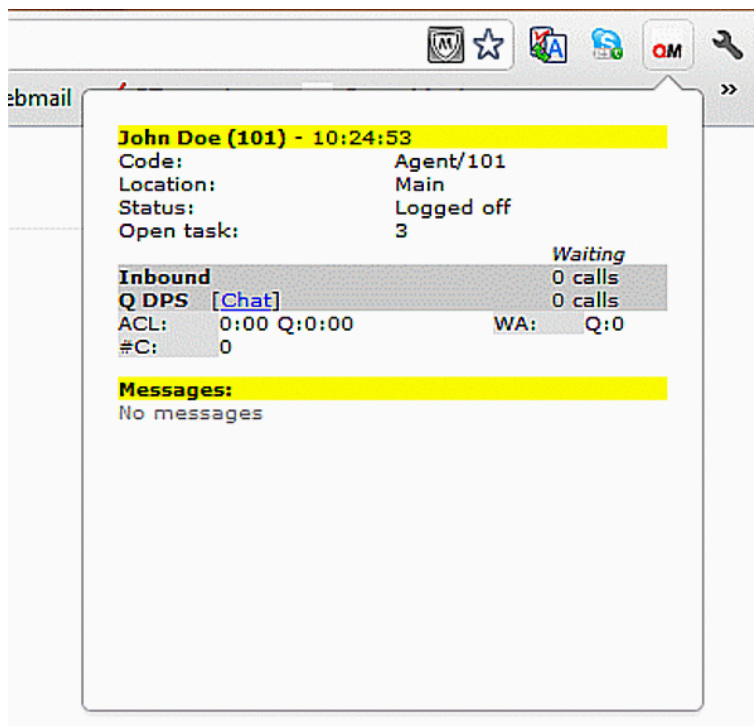 M
A
S
QM
ebmail
»
John Doe (101) - 10:24:53
Code: Agent/101
Location: Main
Status: Logged off
Open task: 3
Waiting
Inbound 0 calls
Q DPS [Chat] 0 calls
ACL: 0:00 Q:0:00 WA: Q:0
#C: 0
Messages:
No messages